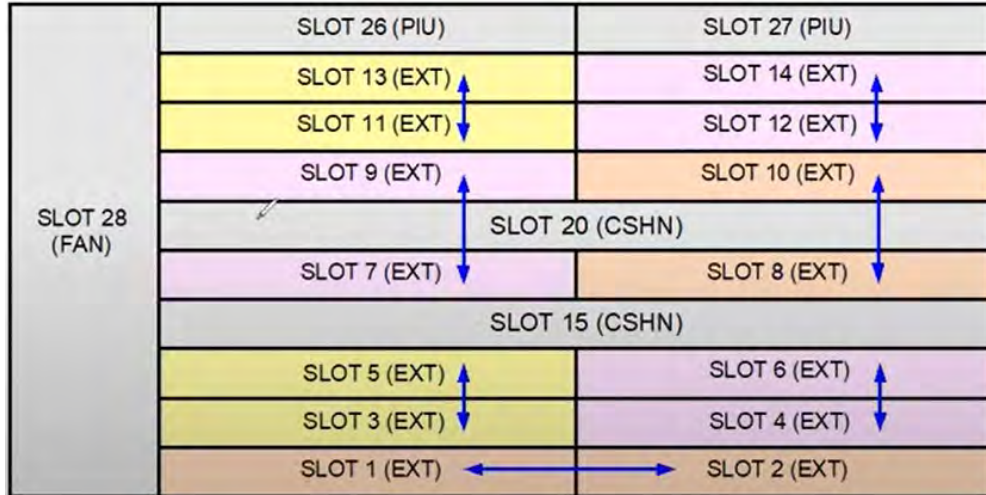 SLOT 26 (PIU) SLOT 27 (PIU)
SLOT 13 (EXT) SLOT 14 (EXT)
SLOT 11 (EXT) SLOT 12 (EXT)
SLOT 9 (EXT) SLOT 10 (EXT)
SLOT 28
(FAN)
SLOT 20 (CSHN)
SLOT 7 (EXT) SLOT 8 (EXT)
SLOT 15 (CSHN)
SLOT 5 (EXT) SLOT 6 (EXT)
SLOT 3 (EXT) SLOT 4 (EXT)
SLOT 1 (EXT) SLOT 2 (EXT)